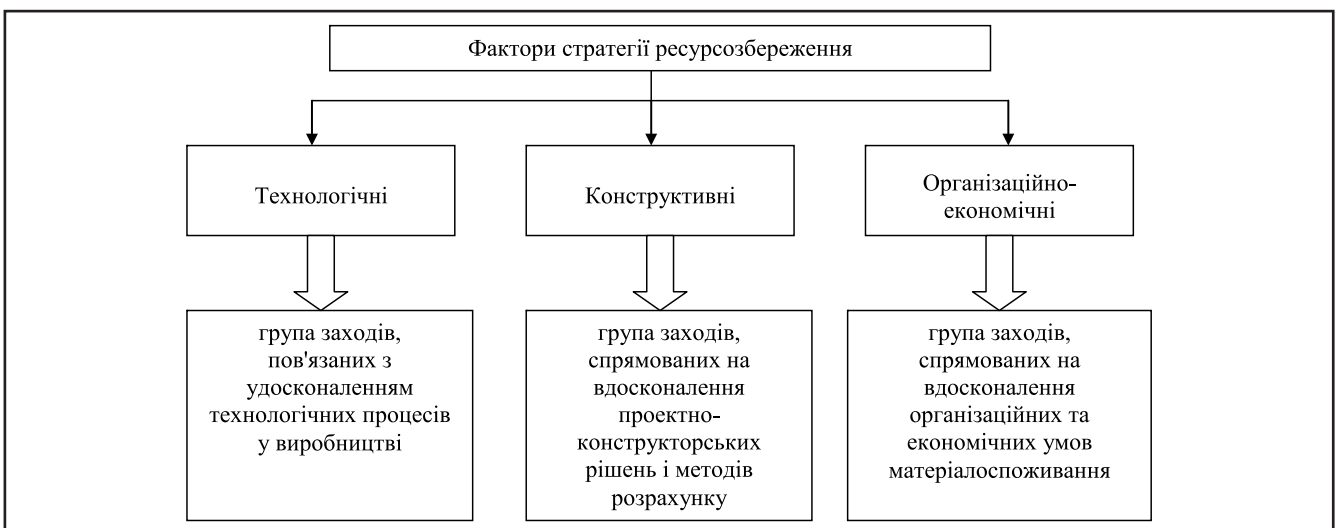 Фактори стратегії ресурсозбереження
Технологічні
Конструктивні
Організаційно-
економічні
група заходів,
пов'язаних з
удосконаленням
технологічних процесів
у виробництві
група заходів,
спрямованих на
вдосконалення
проектно-
конструкторських
рішень і методів
розрахунку
група заходів,
спрямованих на
вдосконалення
організаційних та
економічних умов
матеріалоспоживання